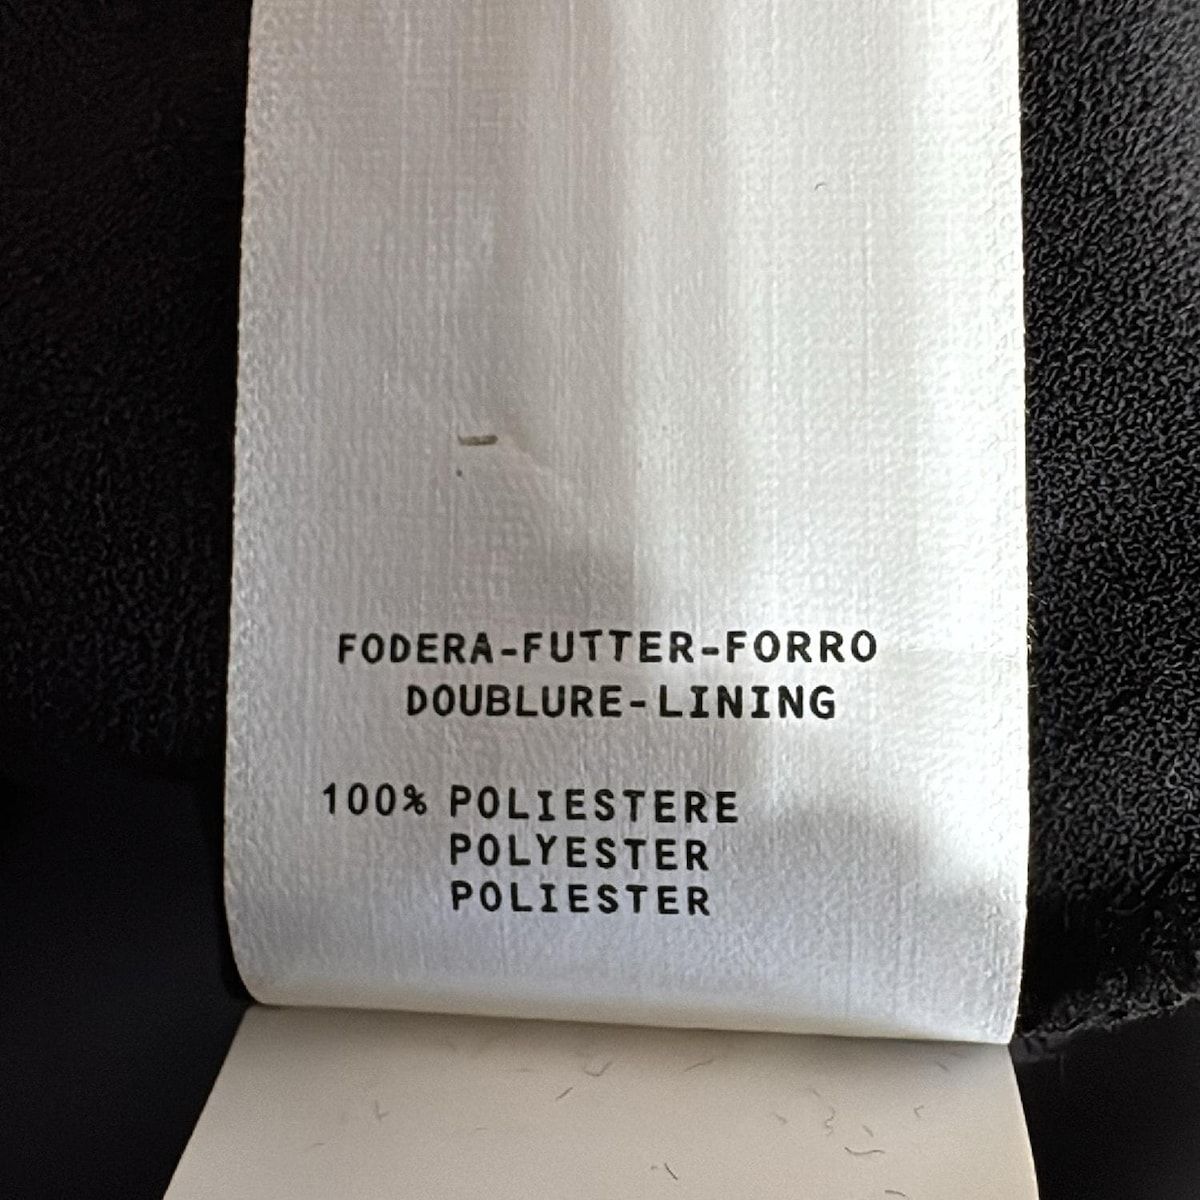 FODERA-FUTTER-FORRO
DOUBLURE-LINING
100% POLIESTERE
POLYESTER
POLIESTER